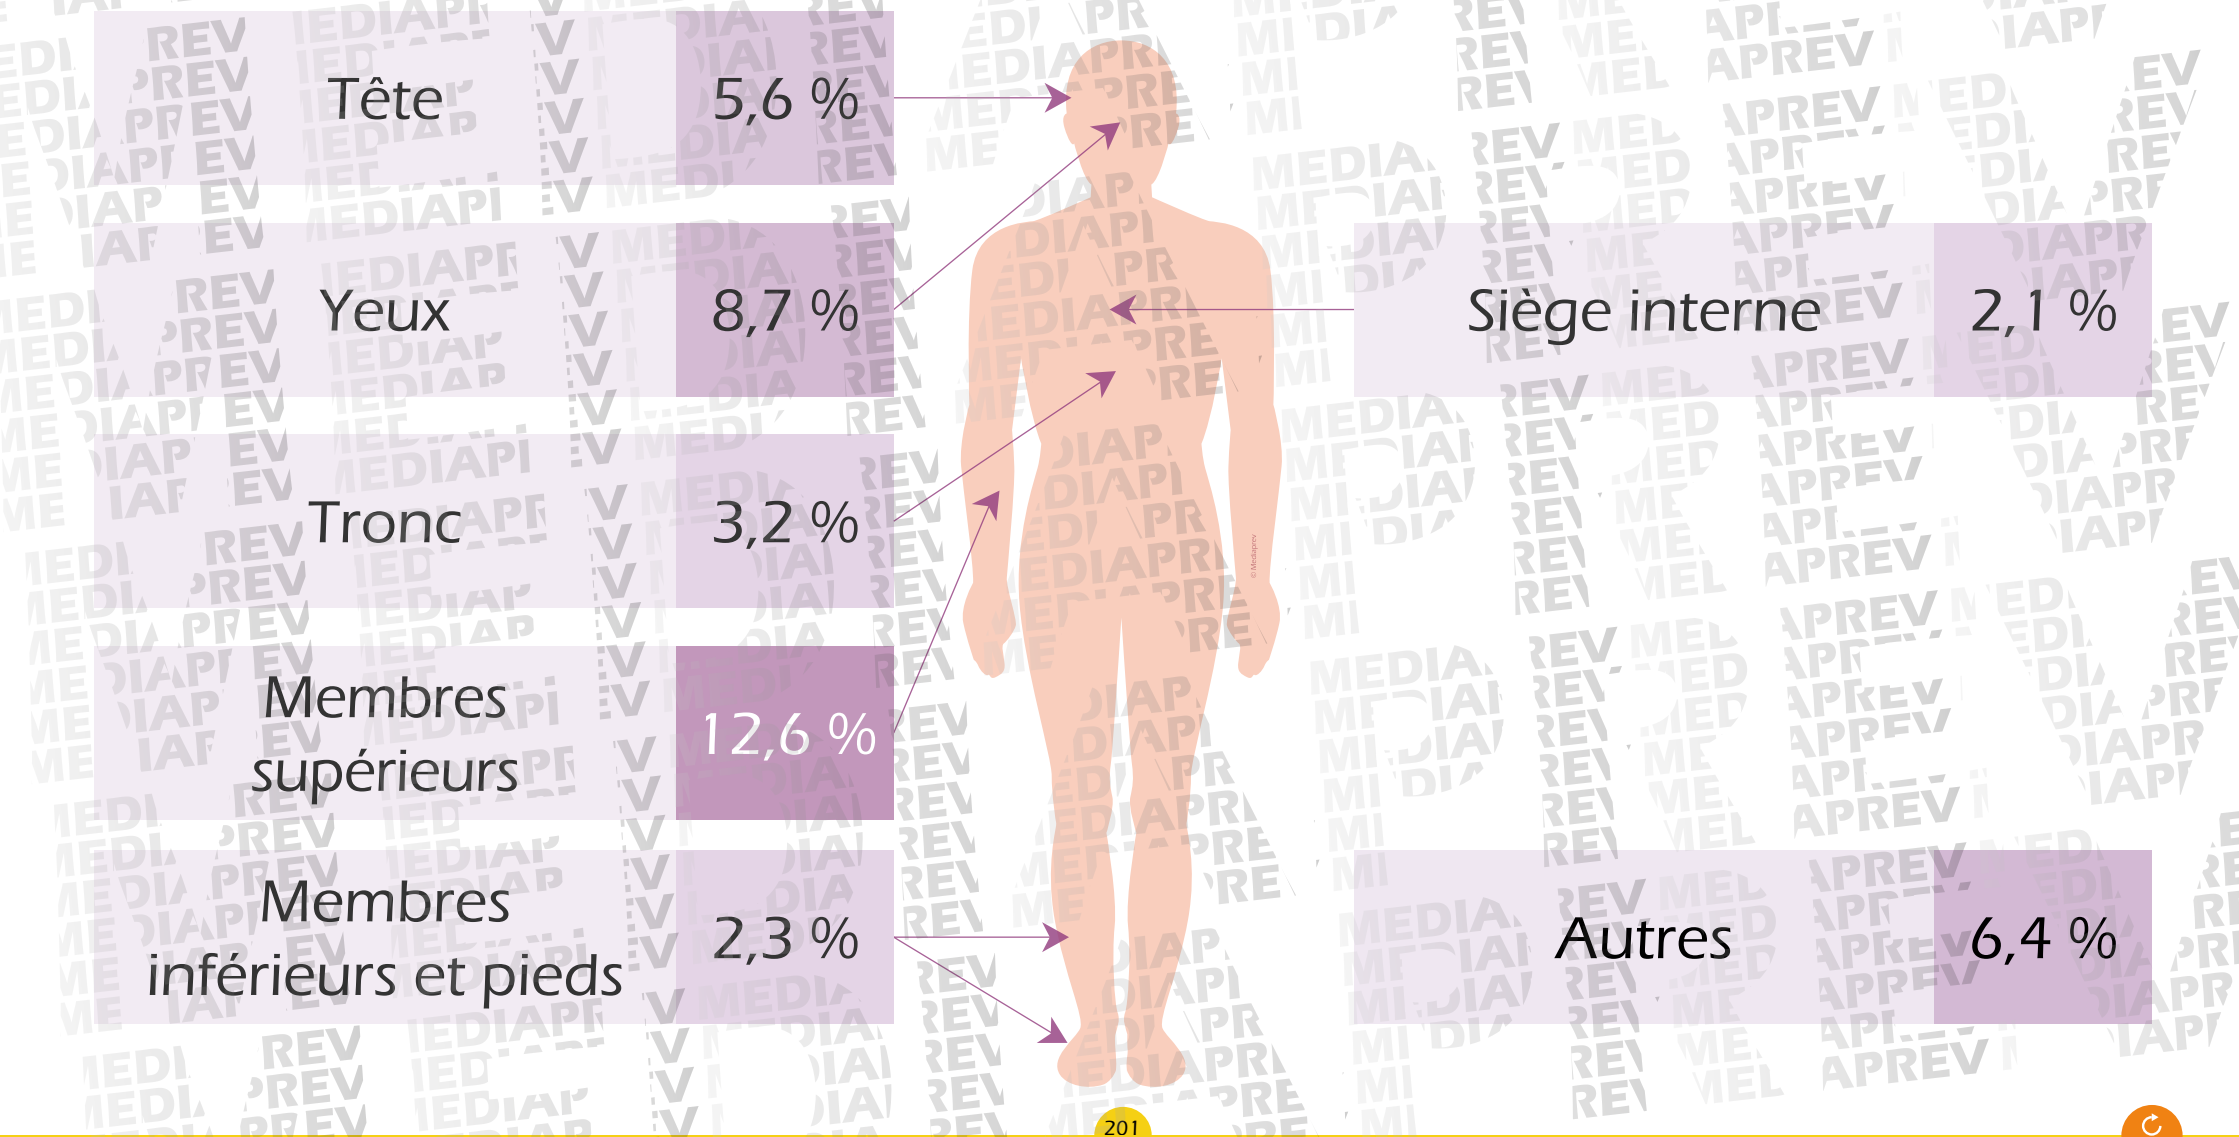 Tête
5,6 %
Yeux
8,7 %
Tronc
3,2 %
Membres
supérieurs
12,6 %
Membres
inférieurs et pieds
2,3 %
Siège interne
2,1 %
Autres
6,4 %
© Mediaprev
201